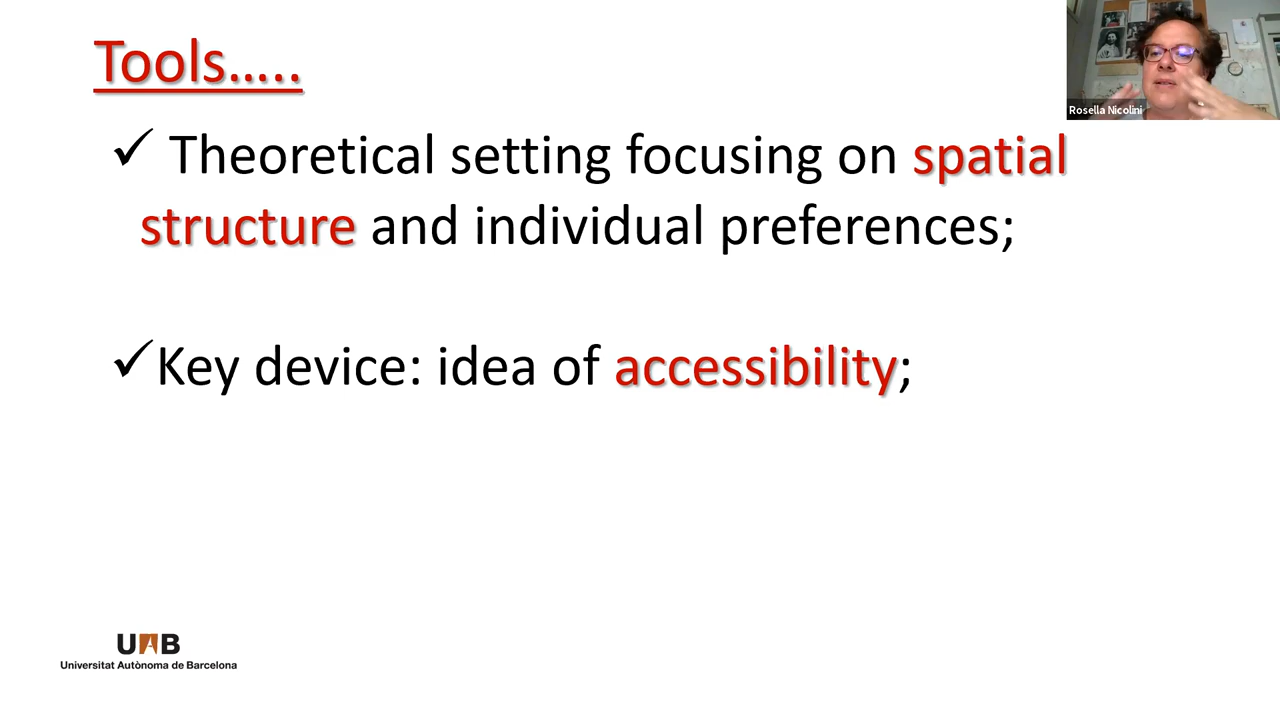 Tools…..
Rosella Nicolini
✓ Theoretical setting focusing on spatial
structure and individual preferences;
✓Key device: idea of accessibility;
UAB
Universitat Autònoma de Barcelona